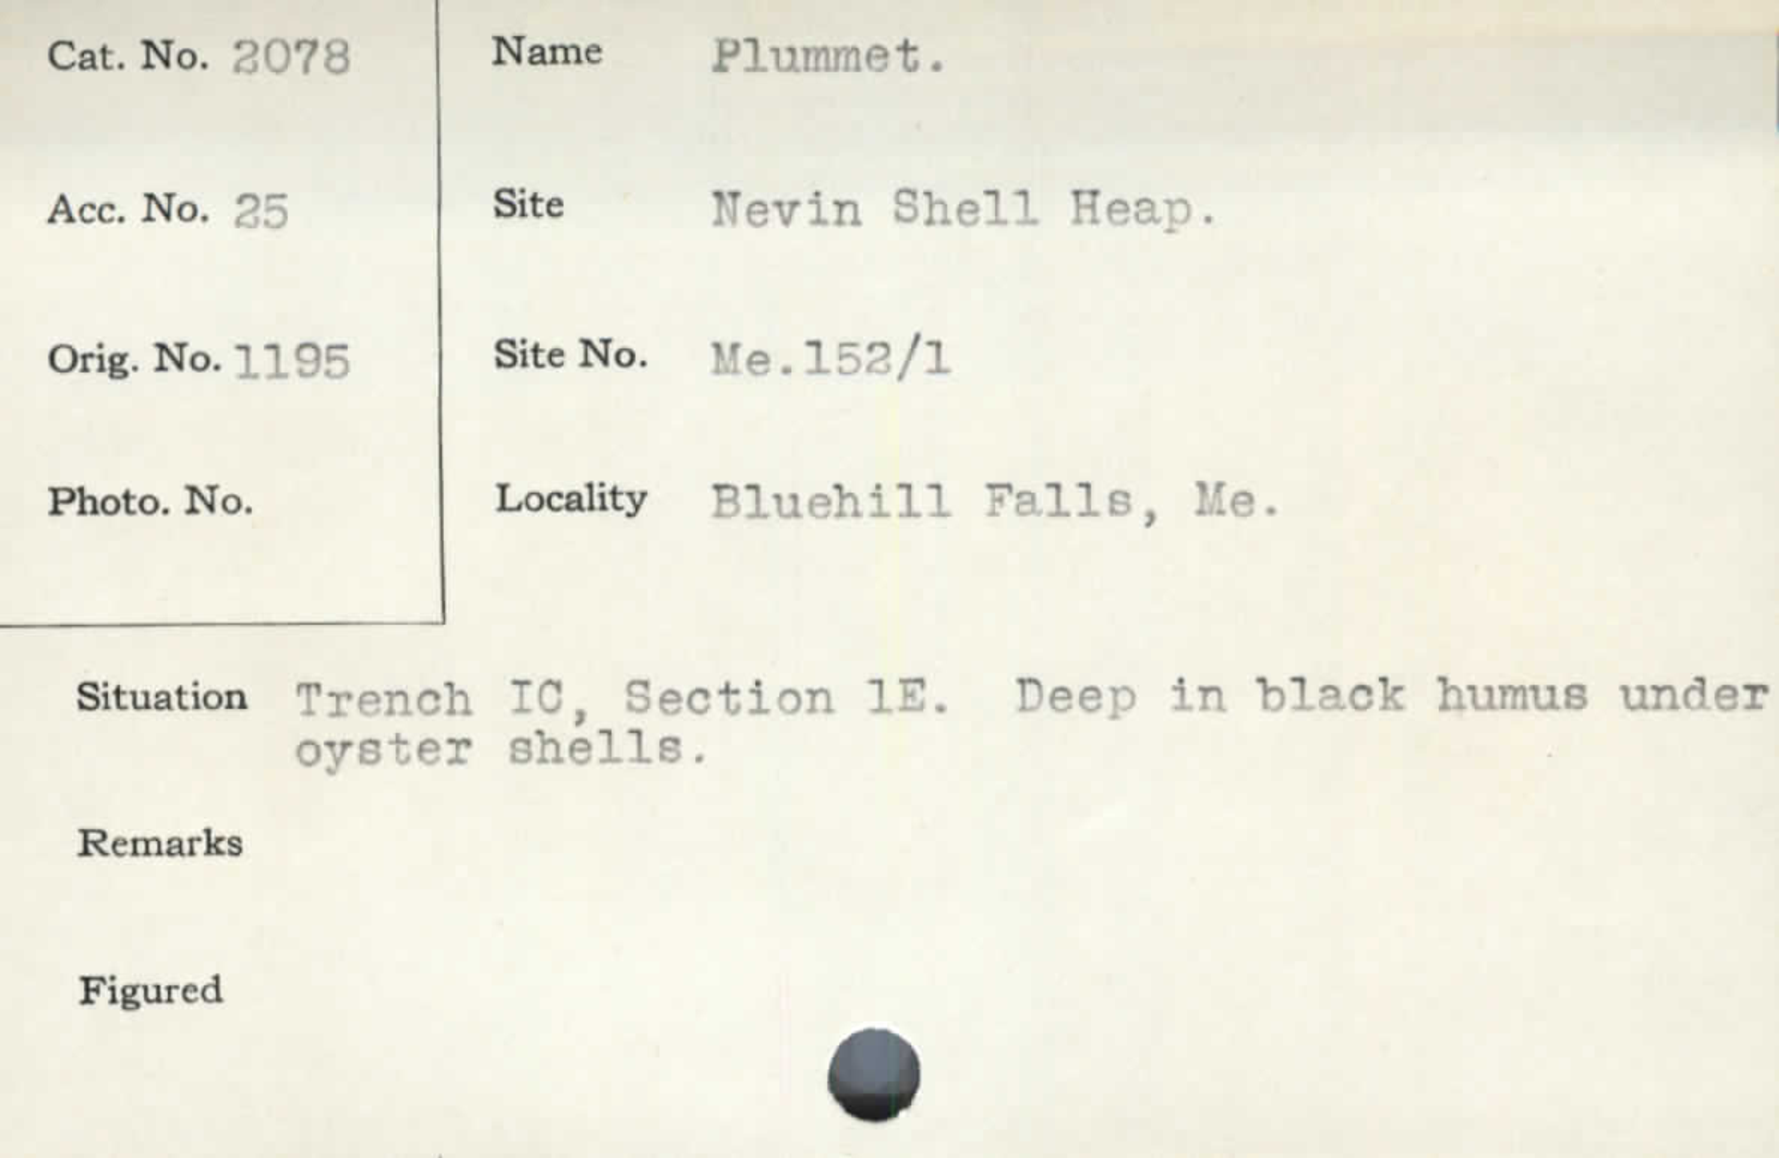 Cat. No. 2078
Name Plummet.
Acc. No. 25
Site Nevin Shell Heap.
Orig. No. 1195
Site No. Me.152/1
Photo. No.
Locality Bluehill Falls, Me.
Situation Trench IC, Section 1E. Deep in black humus under
oyster shells.
Remarks
Figured